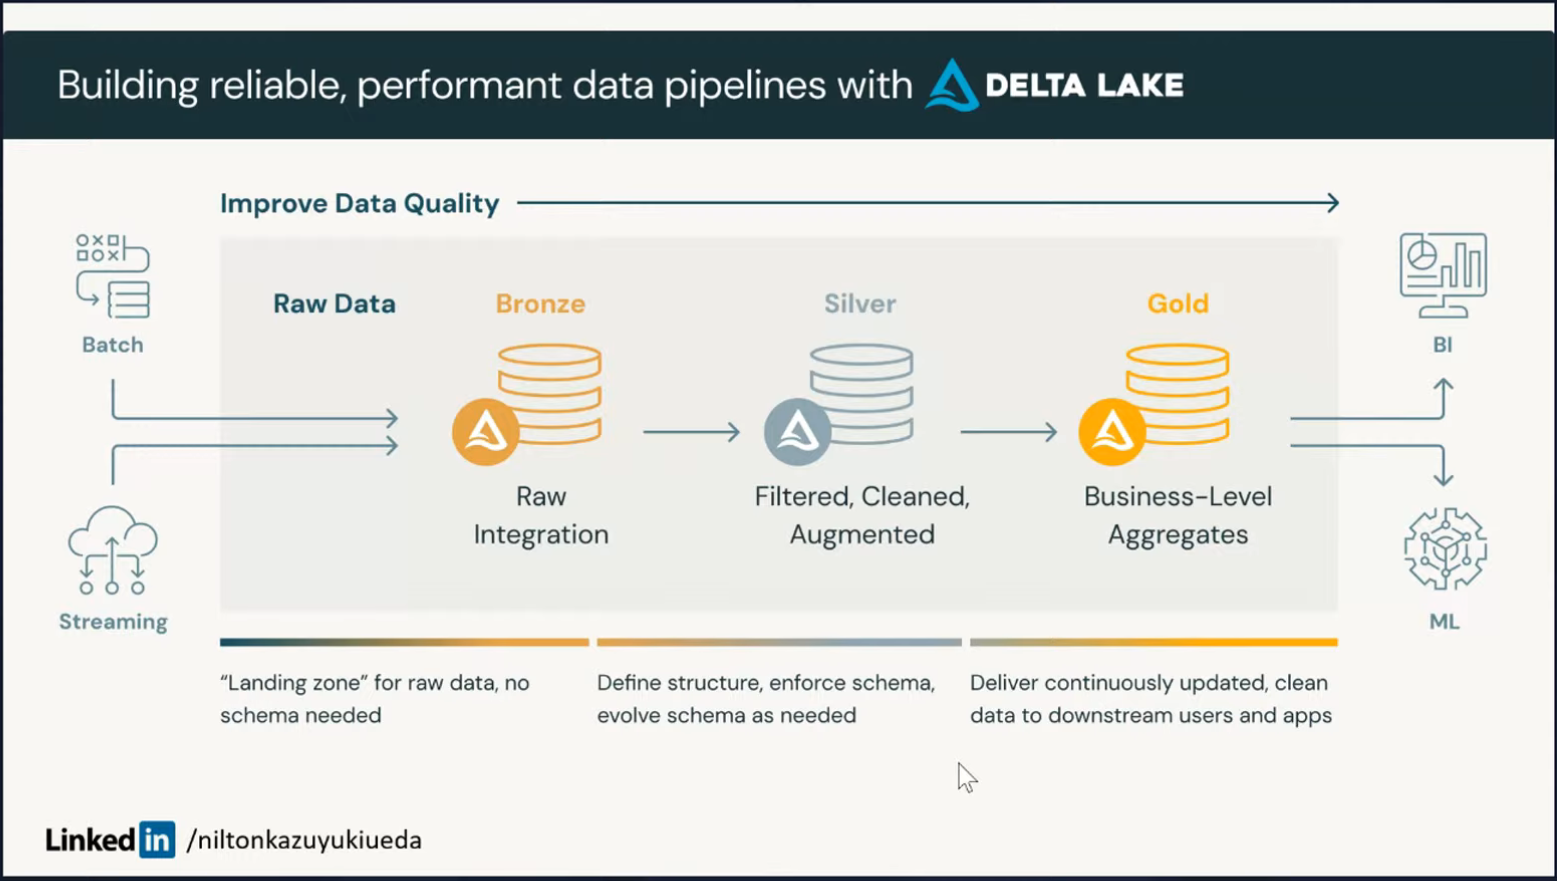 Building reliable, performant data pipelines with DELTA LAKE
Improve Data Quality
Batch
Streaming
Raw Data
Bronze
Raw
Integration
Silver
Filtered, Cleaned,
Augmented
Gold
Business-Level
Aggregates
BI
ML
“Landing zone” for raw data, no
schema needed
Define structure, enforce schema,
evolve schema as needed
Deliver continuously updated, clean
data to downstream users and apps
Linked in /niltonkazuyukiueda